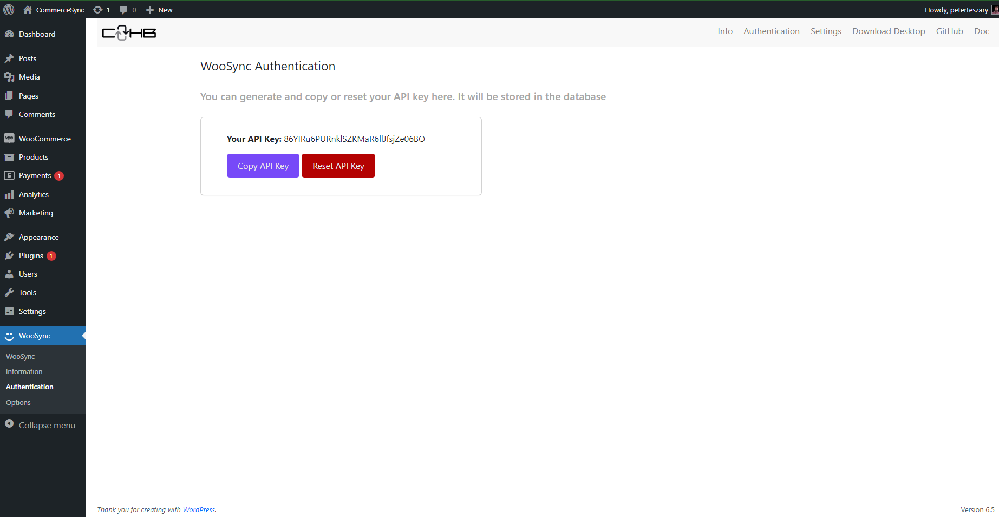 CommerceSync 1 0 New Howdy, peterteszary
Dashboard
Posts
Media
Pages
Comments
WooCommerce
Products
Payments 1
Analytics
Marketing
Appearance
Plugins 1
Users
Tools
Settings
WooSync
WooSync
Information
Authentication
Options
Collapse menu
Info Authentication Settings Download Desktop GitHub Doc
WooSync Authentication
You can generate and copy or reset your API key here. It will be stored in the database
Your API Key: 86YIRu6PURnklSZKMaR6llJfsjZe06BO
Copy API Key Reset API Key
Thank you for creating with WordPress.
Version 6.5